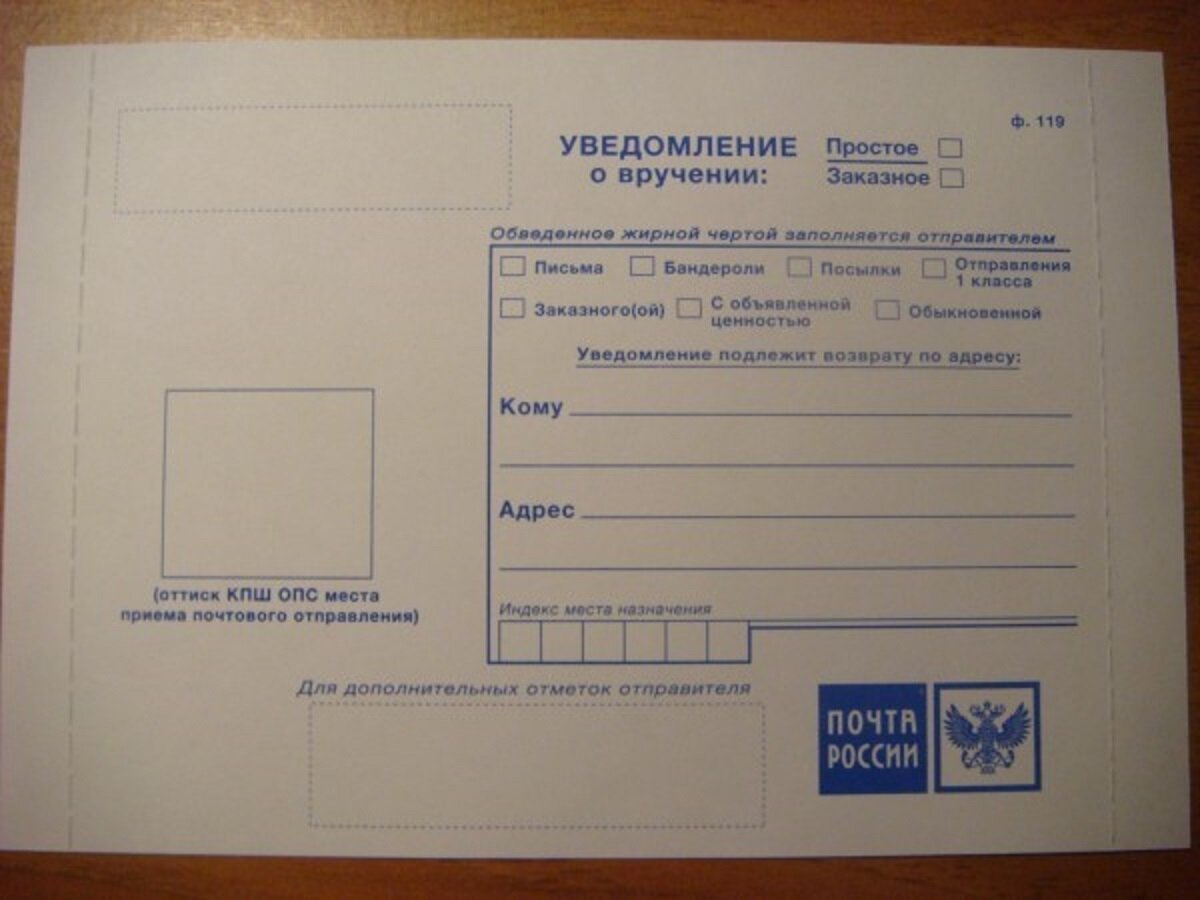 ф. 119
УВЕДОМЛЕНИЕ
о вручении:
Простое
Заказное
Обведенное жирной чертой заполняется отправителем
Письма Бандероли Посылки Отправления 1 класса
Заказного(ой) С объявленной ценностью Обыкновенной
Уведомление подлежит возврату по адресу:
Кому
Адрес
(оттиск КПШ ОПС места
приема почтового отправления)
Индекс места назначения
Для дополнительных отметок отправителя
ПОЧТА
РОССИИ